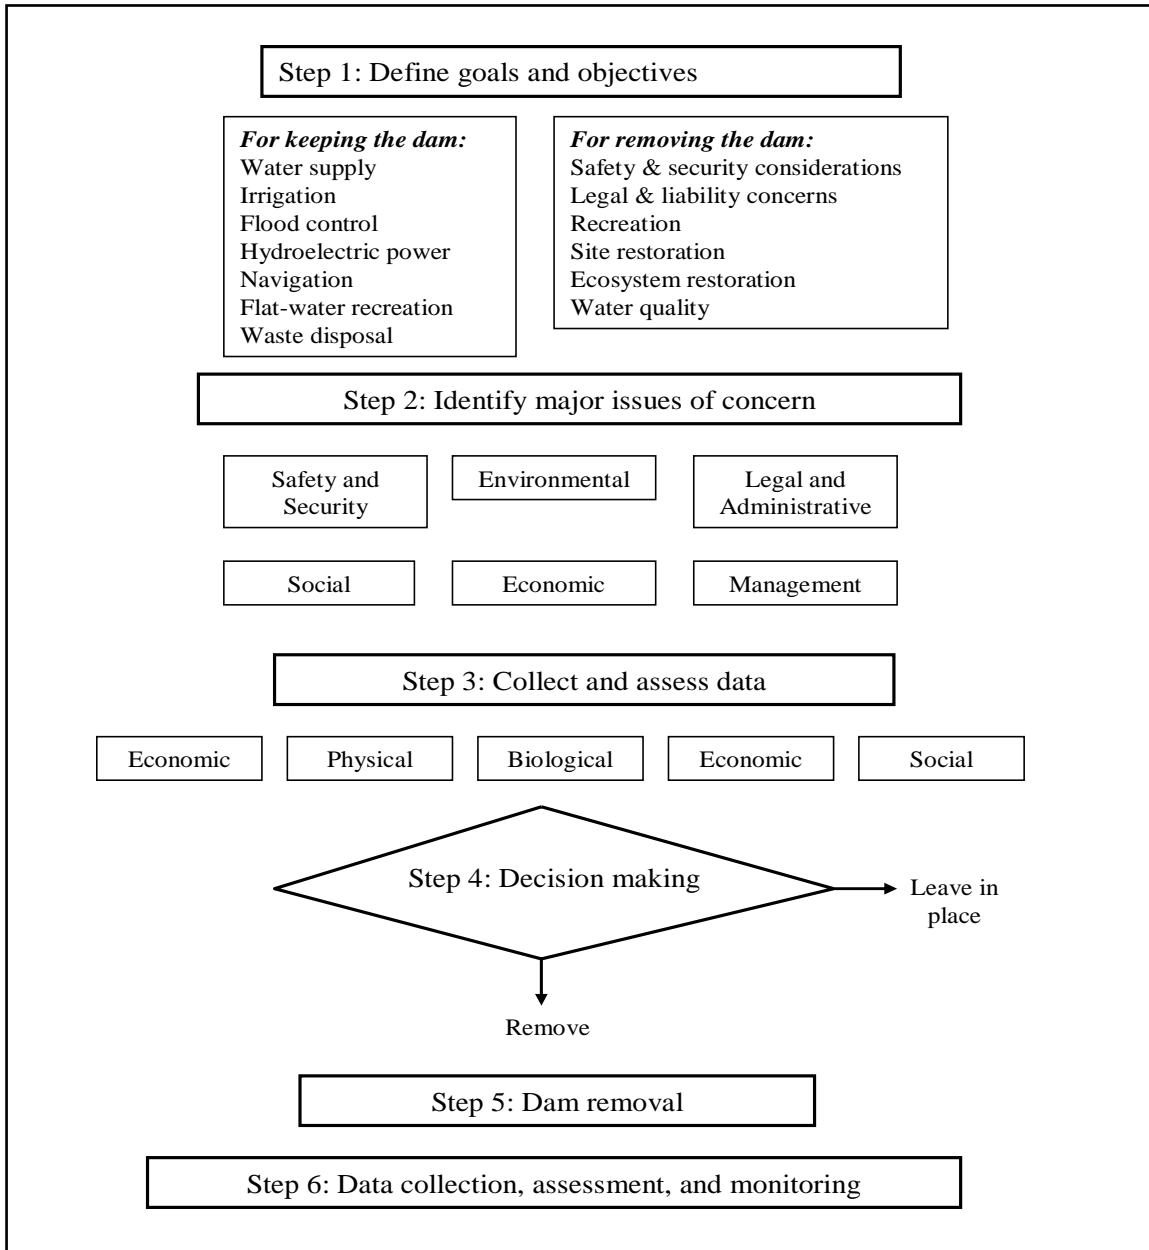 Step 1: Define goals and objectives
For keeping the dam:
Water supply
Irrigation
Flood control
Hydroelectric power
Navigation
Flat-water recreation
Waste disposal
For removing the dam:
Safety & security considerations
Legal & liability concerns
Recreation
Site restoration
Ecosystem restoration
Water quality
Step 2: Identify major issues of concern
Safety and
Security
Environmental
Legal and
Administrative
Social
Economic
Management
Step 3: Collect and assess data
Economic
Physical
Biological
Economic
Social
Step 4: Decision making
Leave in
place
Remove
Step 5: Dam removal
Step 6: Data collection, assessment, and monitoring